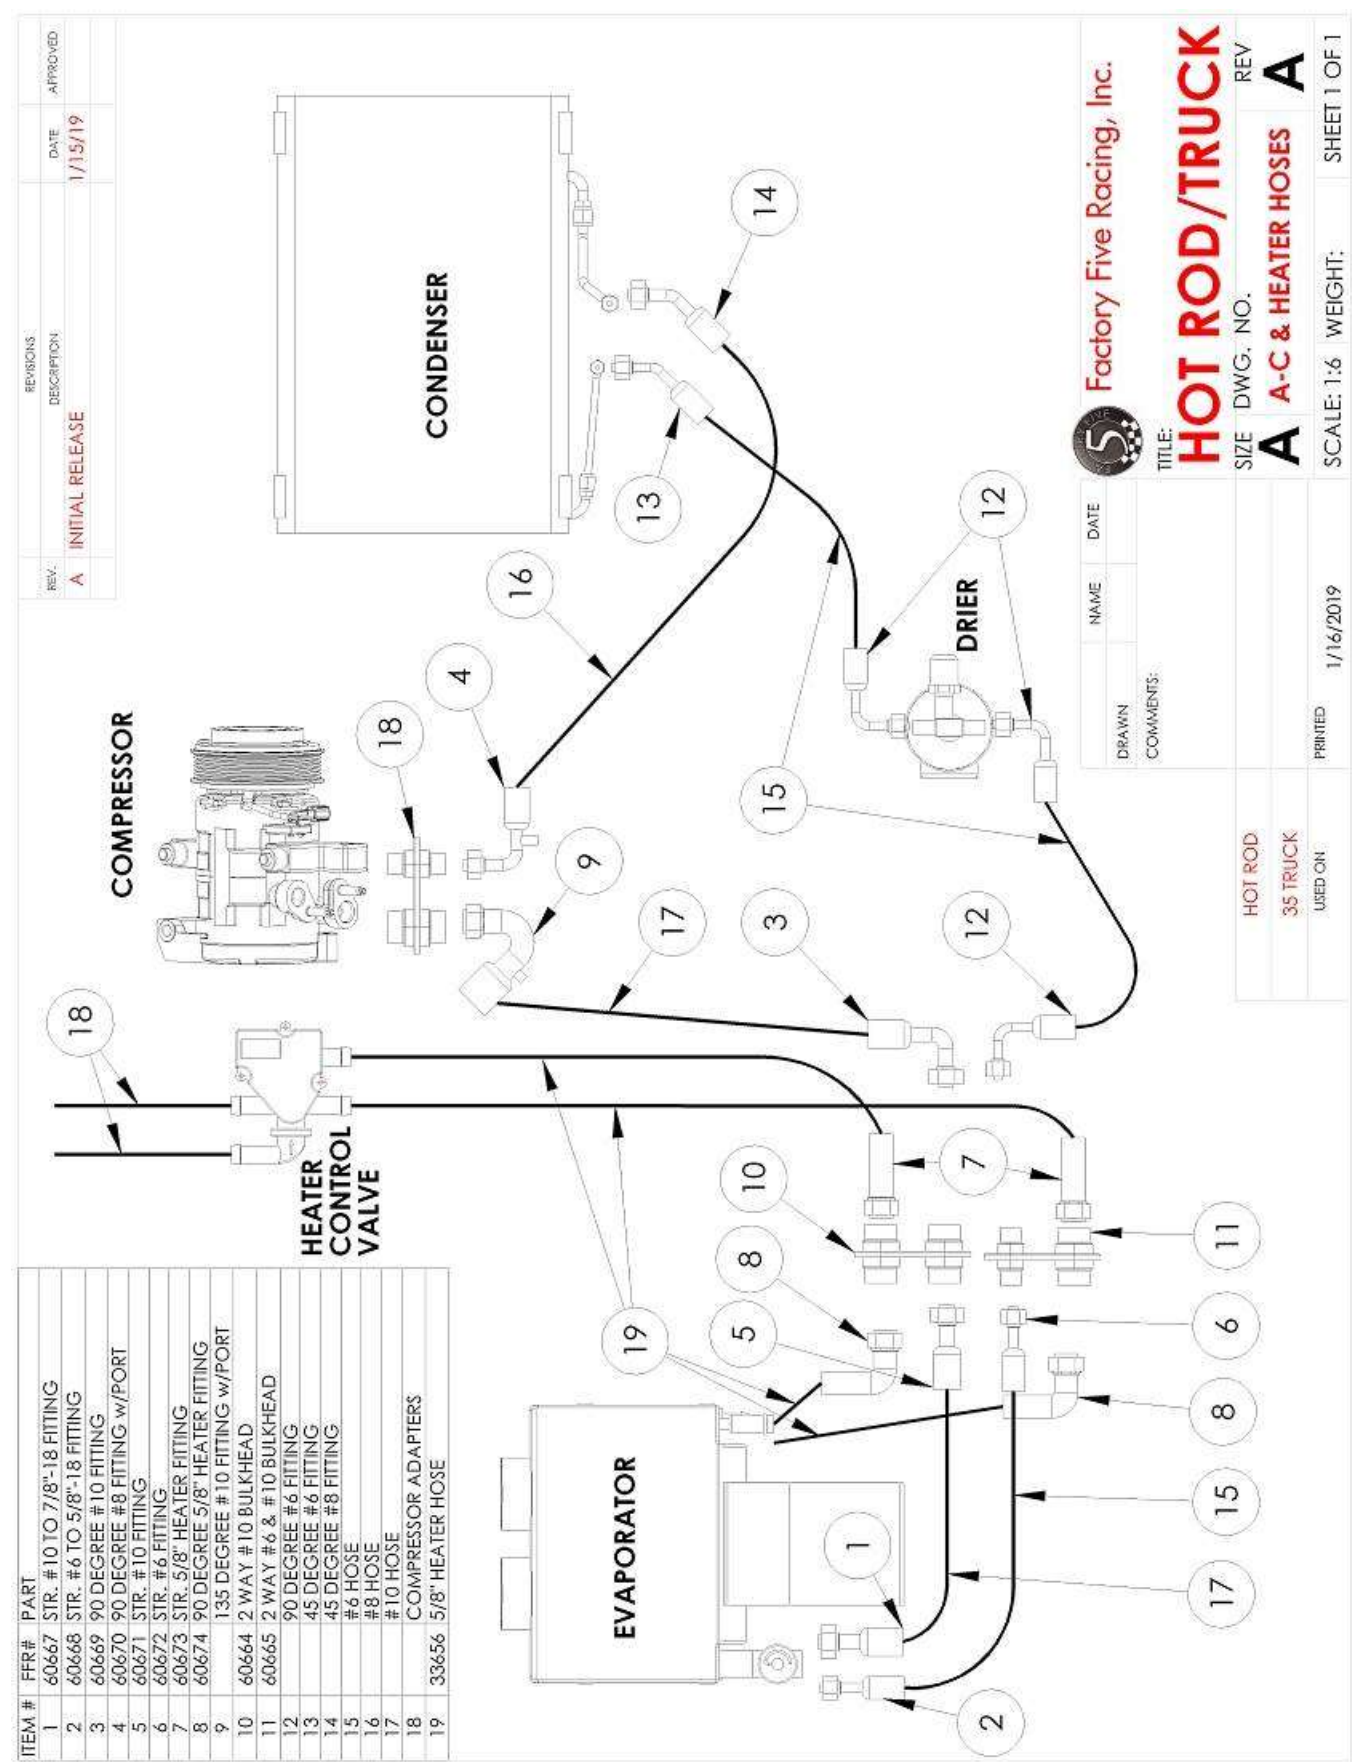 ITEM # FFR# PART
1 60667 STR. #10 TO 7/8"-18 FITTING
2 60668 STR. #6 TO 5/8"-18 FITTING
3 60669 90 DEGREE #10 FITTING
4 60670 90 DEGREE #8 FITTING w/PORT
5 60671 STR. #10 FITTING
6 60672 STR. #6 FITTING
7 60673 STR. 5/8" HEATER FITTING
8 60674 90 DEGREE 5/8" HEATER FITTING
9 135 DEGREE #10 FITTING w/PORT
10 60664 2 WAY #10 BULKHEAD
11 60665 2 WAY #6 & #10 BULKHEAD
12 90 DEGREE #6 FITTING
13 45 DEGREE #6 FITTING
14 45 DEGREE #8 FITTING
15 #6 HOSE
16 #8 HOSE
17 #10 HOSE
18 COMPRESSOR ADAPTERS
19 33656 5/8" HEATER HOSE
REVISIONS
REV. DESCRIPTION DATE APPROVED
A INITIAL RELEASE 1/15/19
18
COMPRESSOR
HEATER
CONTROL
VALVE
18
4
16
CONDENSER
9
13
14
17
19
10
8
5
3
15
12
12
DRIER
7
EVAPORATOR
1
2
17
15
8
6
11
DRAWN
NAME
DATE
COMMENTS:
HOT ROD
35 TRUCK
USED ON
PRINTED 1/16/2019
5
FIVE
Factory Five Racing, Inc.
TITLE:
HOT ROD/TRUCK
SIZE DWG. NO. REV
A A-C & HEATER HOSES A
SCALE: 1:6 WEIGHT: SHEET 1 OF 1